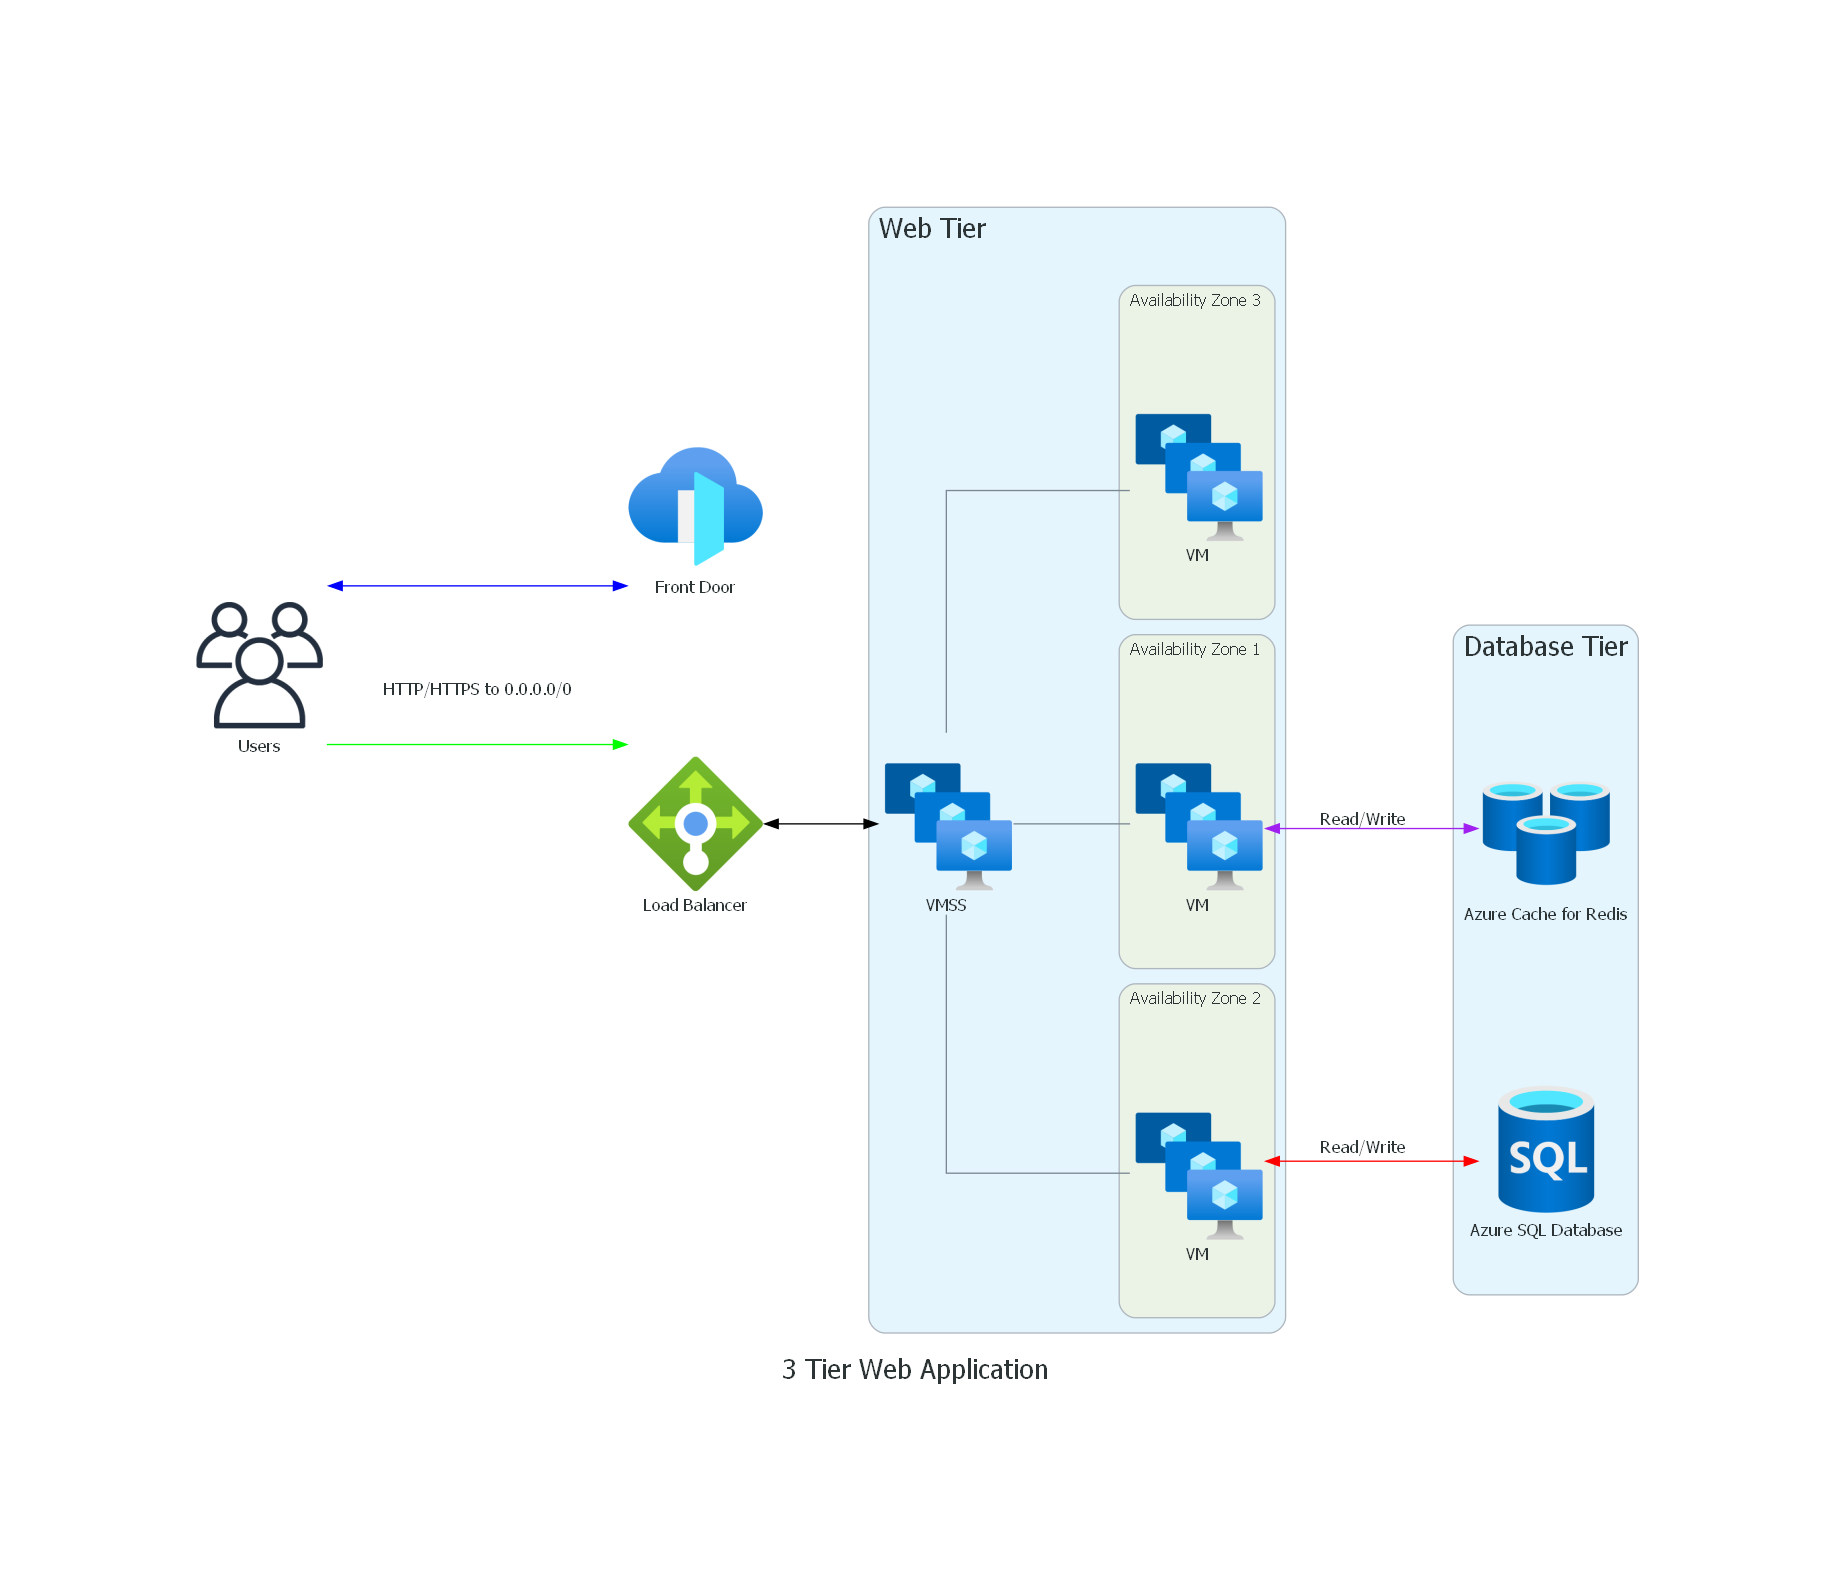 Web Tier
Availability Zone 3
VM
Front Door
Users
HTTP/HTTPS to 0.0.0.0/0
Load Balancer
VMSS
Availability Zone 1
VM
Availability Zone 2
VM
Read/Write
Read/Write
Database Tier
Azure Cache for Redis
SQL
Azure SQL Database
3 Tier Web Application